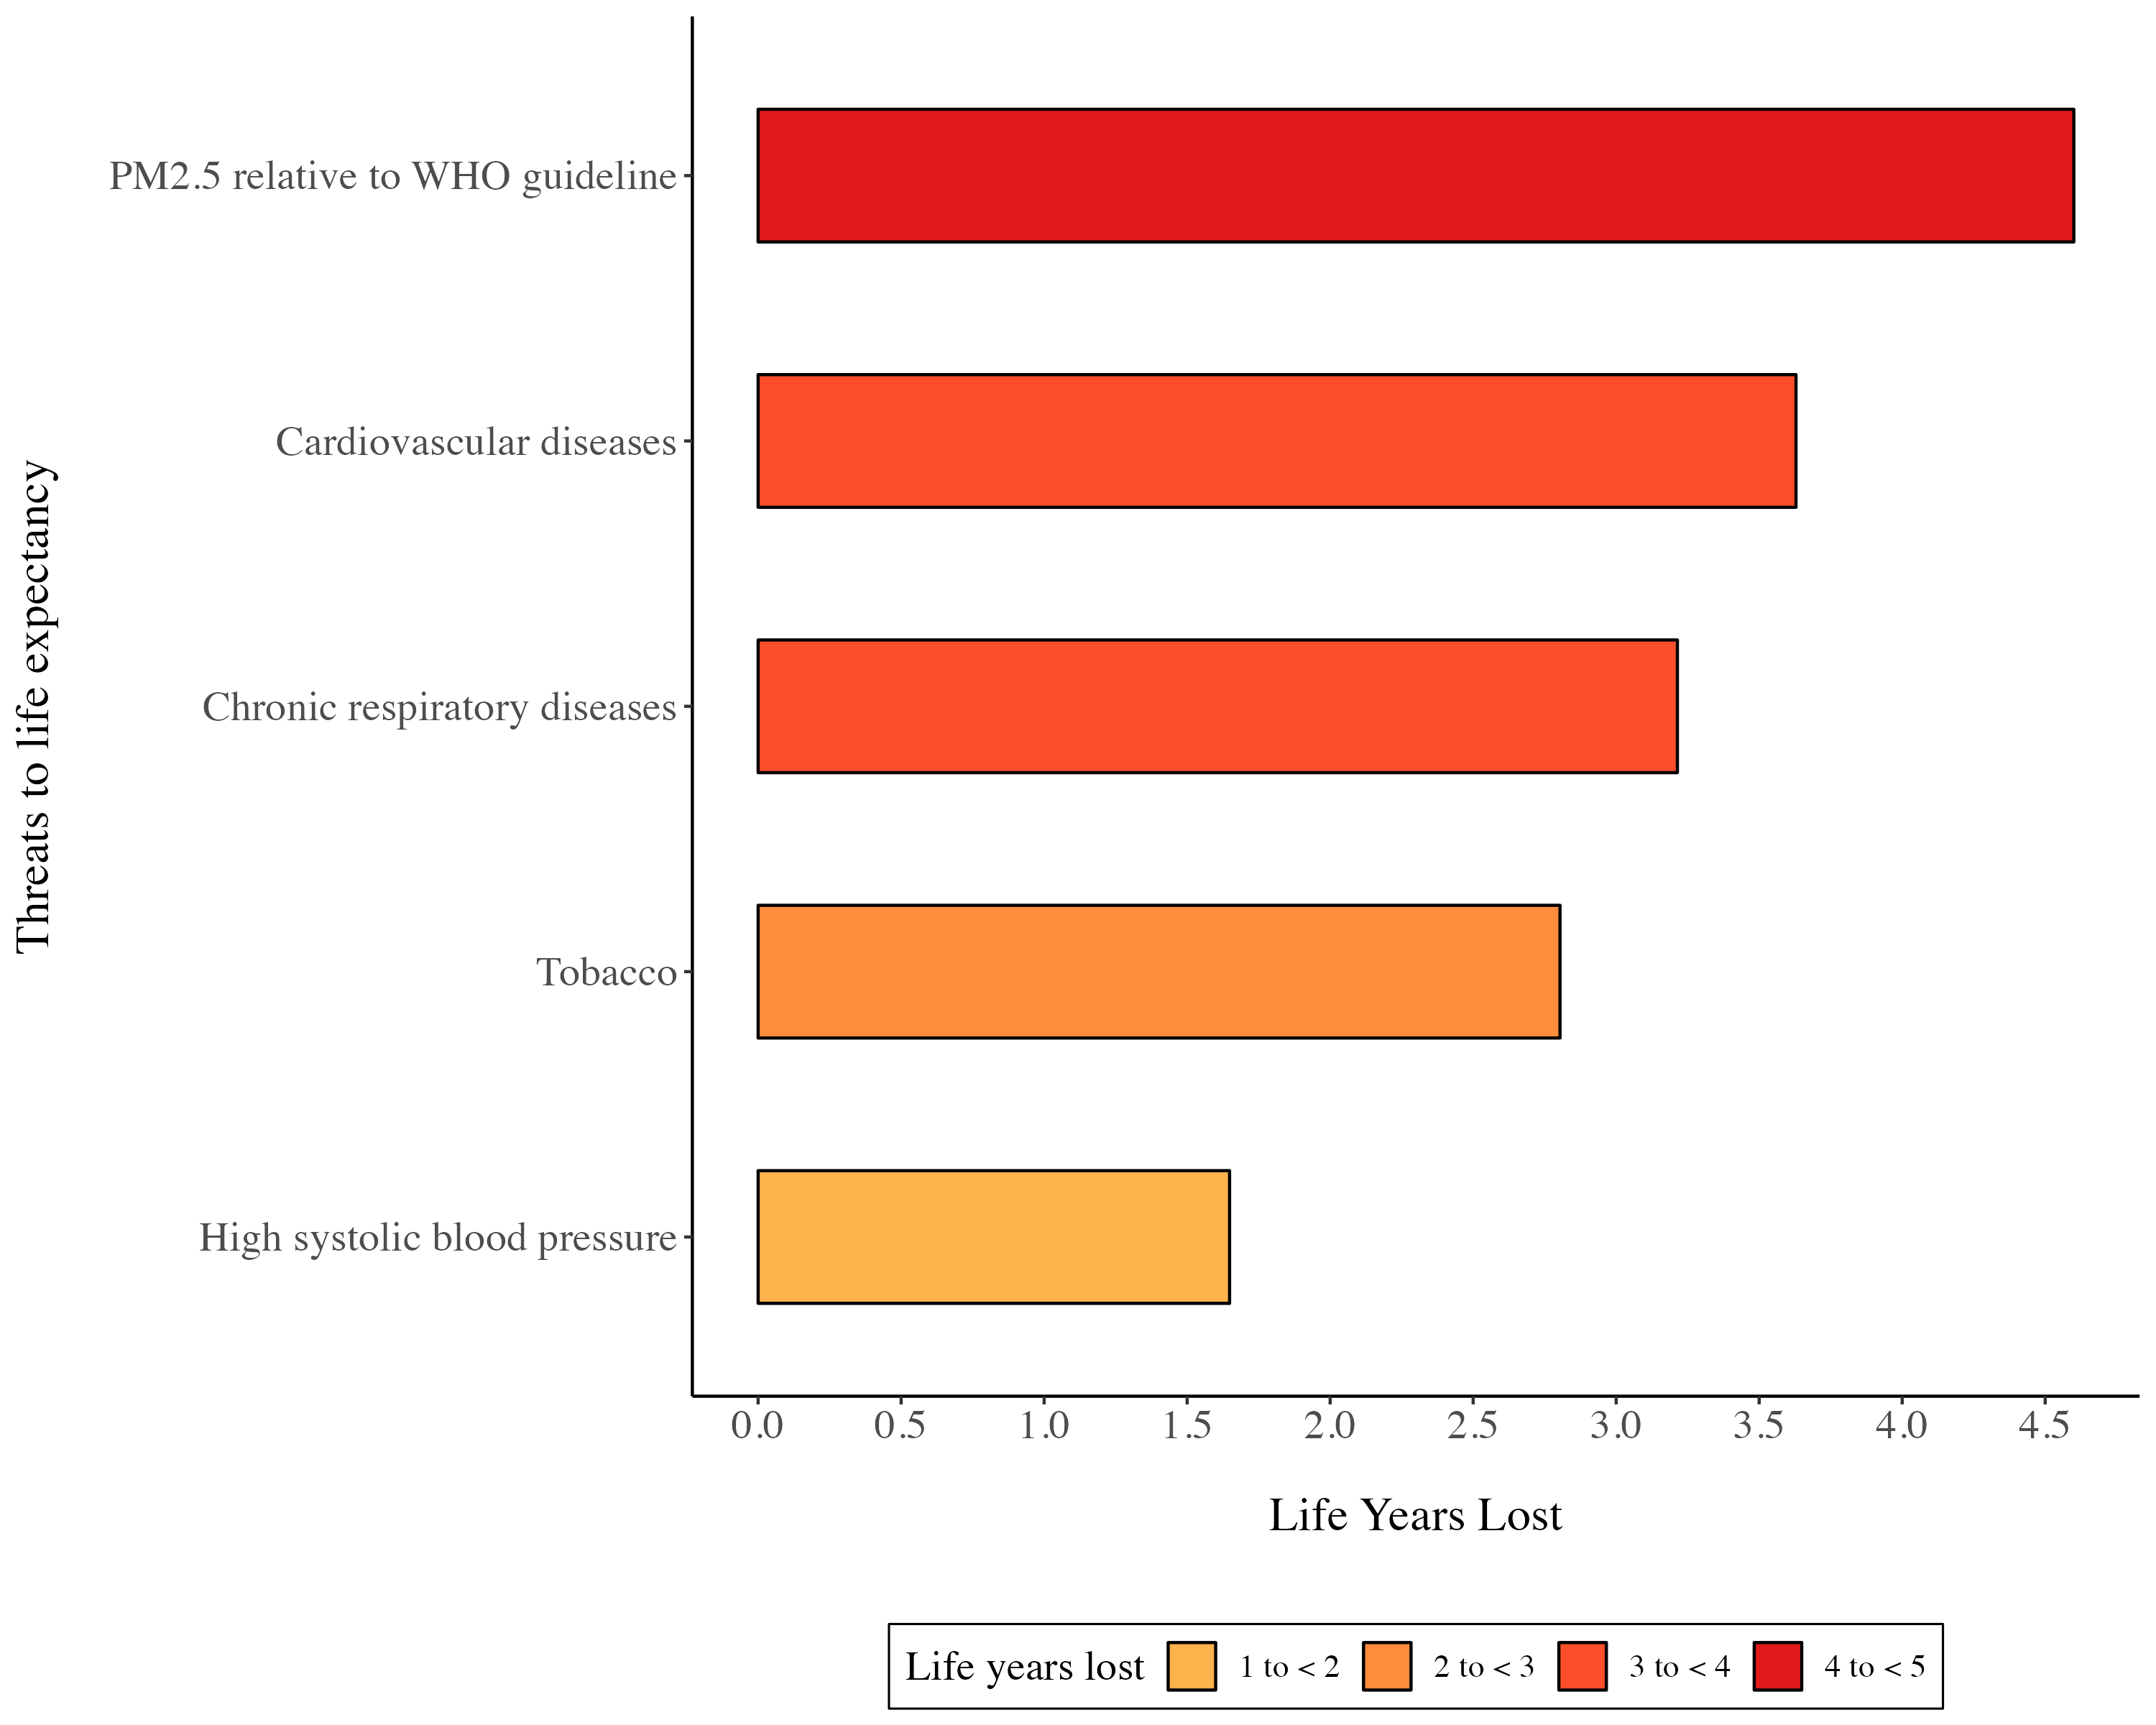 Threats to life expectancy
PM2.5 relative to WHO guideline
Cardiovascular diseases
Chronic respiratory diseases
Tobacco
High systolic blood pressure
0.0 0.5 1.0 1.5 2.0 2.5 3.0 3.5 4.0 4.5
Life Years Lost
Life years lost 1 to < 2 2 to < 3 3 to < 4 4 to < 5